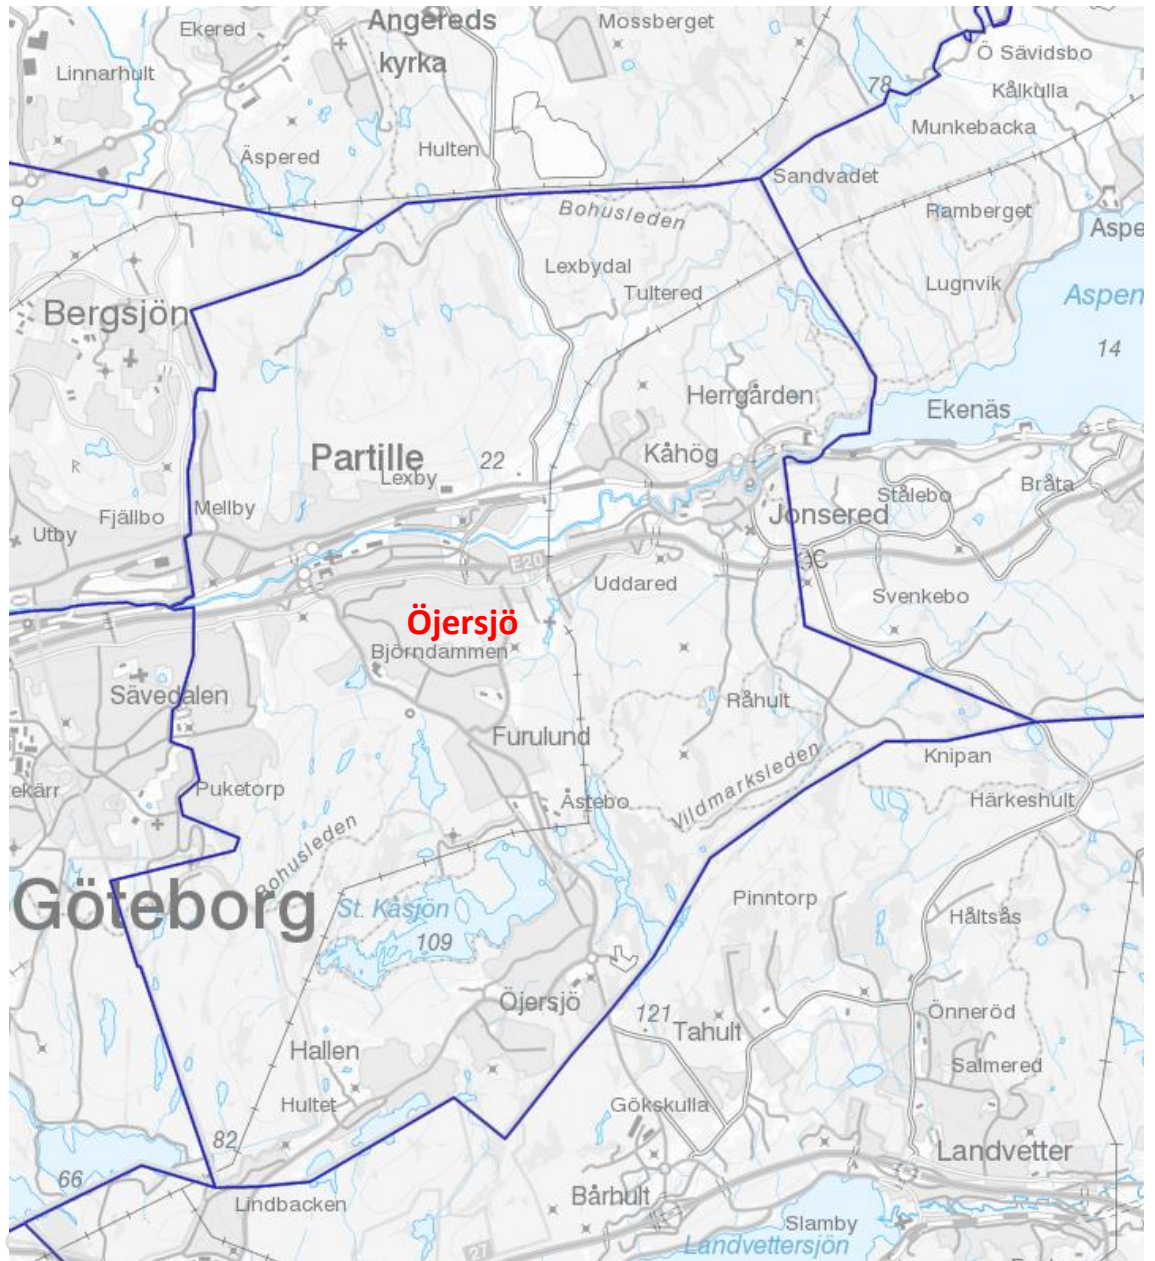 Ekered
Angereds
kyrka
Mossberget
Linnarhult
Ö Sävidsbo
78
Kålkulla
Munkebacka
Äspered
Hulten
Sandvadet
Bohusleden
Ramberget
Aspe
Lexbydal
Tultered
Lugnvik
Aspen
Bergsjön
14
Herrgården
Ekenäs
Partille
22
Kåhög
Lexby
Stålebo
Bråta
Mellby
Fjällbo
Jonsered
Utby
E20
Uddared
Svenkebo
Öjersjö
Björndammen
Sävedalen
Råhult
Furulund
Knipan
ekärr
Puketorp
Åstebo
Vildmarksleden
Härkeshult
Bohusleden
Göteborg
St. Kåsjön
Pinntorp
Håltsås
109
Öjersjö
121
Tahult
Önneröd
Hallen
Salmered
Hultet
Gökskulla
82
Landvetter
66
Lindbacken
Bårhult
Slamby
27
Landvettersjön